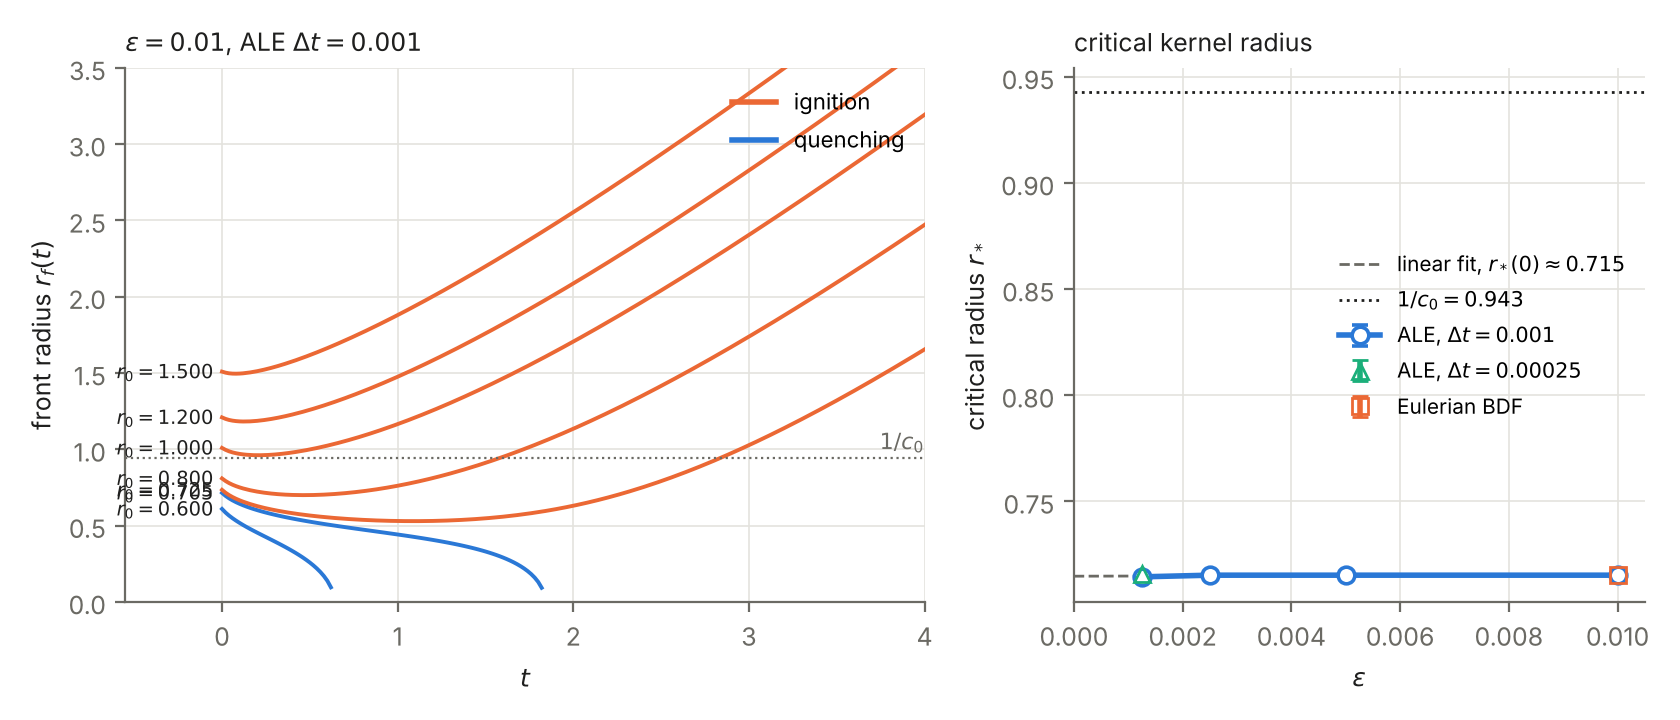 ε = 0.01, ALE Δt = 0.001
front radius r_f(t)
3.5
3.0
2.5
2.0
1.5
1.0
0.5
0.0
ignition
quenching
r₀ = 1.500
r₀ = 1.200
r₀ = 1.000
r₀ = 0.800
r₀ = 0.705
r₀ = 0.600
1/c₀
0
1
2
3
4
t
critical kernel radius
critical radius r_*
0.95
0.90
0.85
0.80
0.75
linear fit, r_*(0) ≈ 0.715
1/c₀ = 0.943
ALE, Δt = 0.001
ALE, Δt = 0.00025
Eulerian BDF
0.000
0.002
0.004
0.006
0.008
0.010
ε